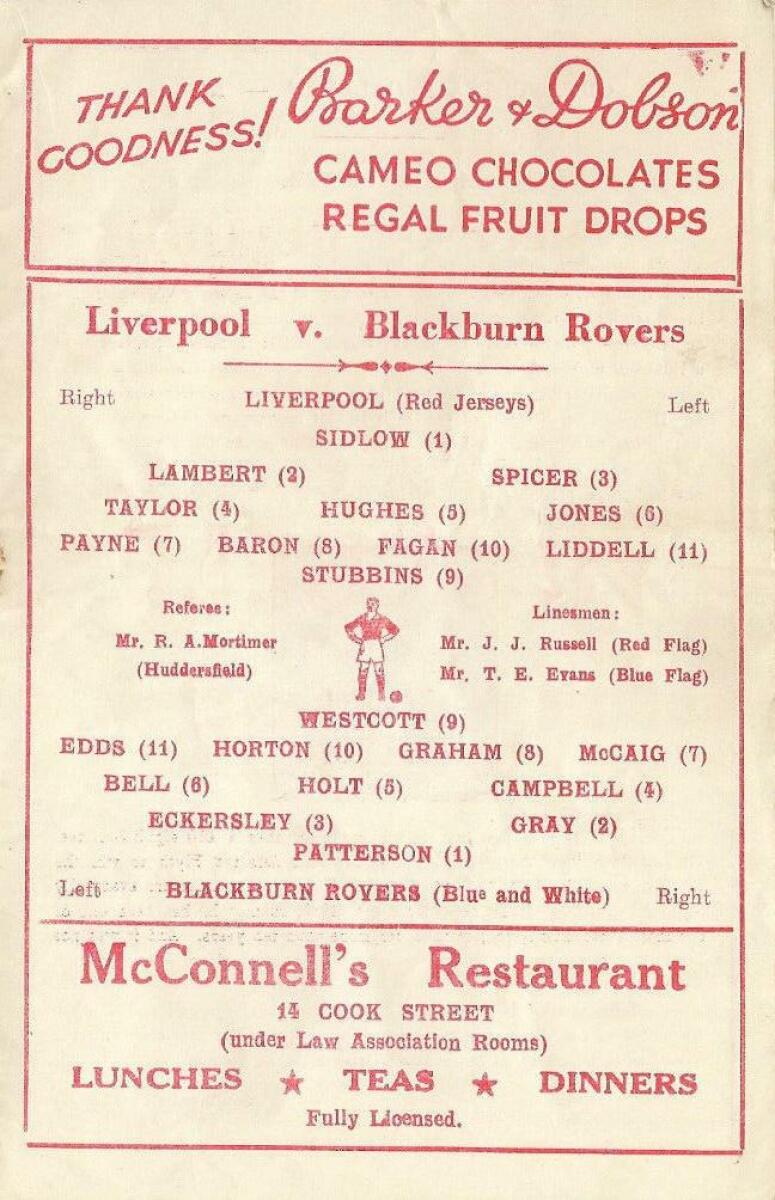 THANK
GOODNESS!
Barker & Dobson
CAMEO CHOCOLATES
REGAL FRUIT DROPS
Liverpool v. Blackburn Rovers
Right LIVERPOOL (Red Jerseys) Left
SIDLOW (1)
LAMBERT (2) SPICER (3)
TAYLOR (4) HUGHES (5) JONES (6)
PAYNE (7) BARON (8) FAGAN (10) LIDDELL (11)
STUBBINS (9)
Referee: Linesmen:
Mr. R. A.Mortimer Mr. J. J. Russell (Red Flag)
(Huddersfield) Mr. T. E. Evans (Blue Flag)
WESTCOTT (9)
EDDS (11) HORTON (10) GRAHAM (8) McCAIG (7)
BELL (6) HOLT (5) CAMPBELL (4)
ECKERSLEY (3) GRAY (2)
PATTERSON (1)
Left BLACKBURN ROVERS (Blue and White) Right
McConnell's Restaurant
14 COOK STREET
(under Law Association Rooms)
LUNCHES ★ TEAS ★ DINNERS
Fully Licensed.